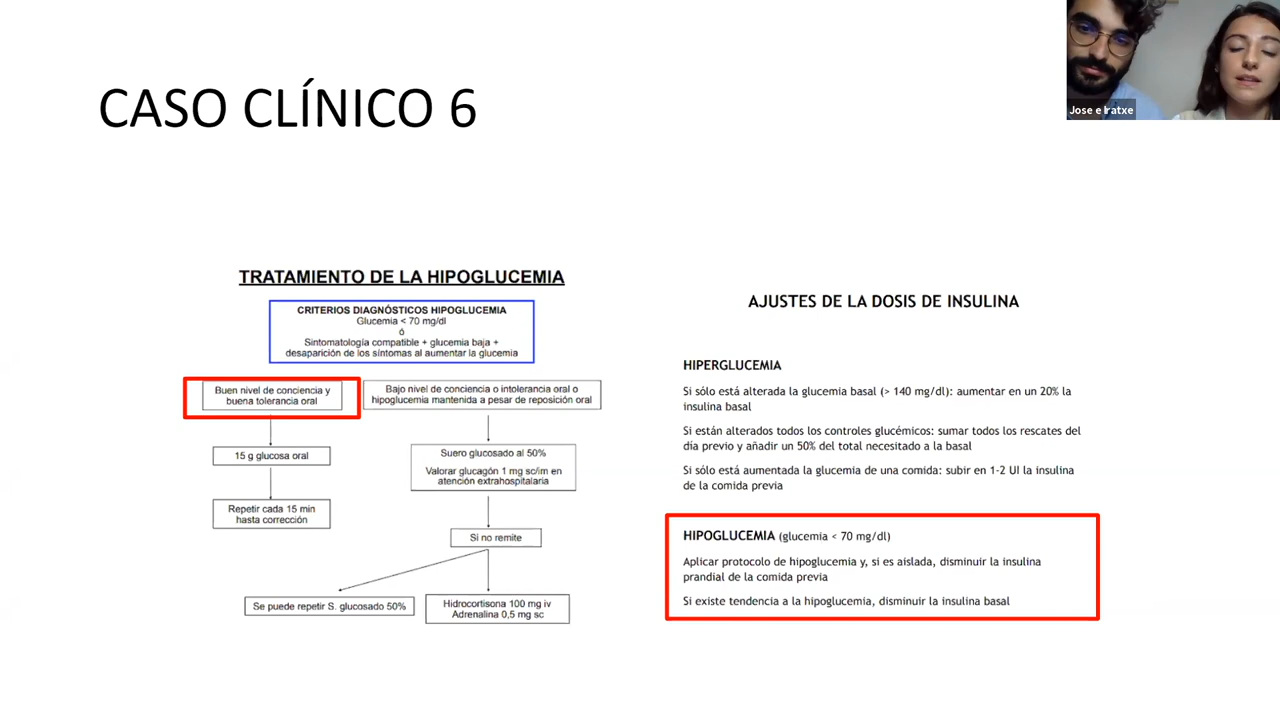 CASO CLÍNICO 6
Jose e Iratxe
TRATAMIENTO DE LA HIPOGLUCEMIA
CRITERIOS DIAGNÓSTICOS HIPOGLUCEMIA
Glucemia < 70 mg/dl
ó
Sintomatología compatible + glucemia baja +
desaparición de los síntomas al aumentar la glucemia
Buen nivel de conciencia y
buena tolerancia oral
Bajo nivel de conciencia o intolerancia oral o
hipoglucemia mantenida a pesar de reposición oral
15 g glucosa oral
Suero glucosado al 50%
Valorar glucagón 1 mg sc/im en
atención extrahospitalaria
Repetir cada 15 min
hasta corrección
Si no remite
Se puede repetir S. glucosado 50%
Hidrocortisona 100 mg iv
Adrenalina 0,5 mg sc
AJUSTES DE LA DOSIS DE INSULINA
HIPERGLUCEMIA
Si sólo está alterada la glucemia basal (> 140 mg/dl): aumentar en un 20% la
insulina basal
Si están alterados todos los controles glucémicos: sumar todos los rescates del
día previo y añadir un 50% del total necesitado a la basal
Si sólo está aumentada la glucemia de una comida: subir en 1-2 UI la insulina
de la comida previa
HIPOGLUCEMIA (glucemia < 70 mg/dl)
Aplicar protocolo de hipoglucemia y, si es aislada, disminuir la insulina
prandial de la comida previa
Si existe tendencia a la hipoglucemia, disminuir la insulina basal